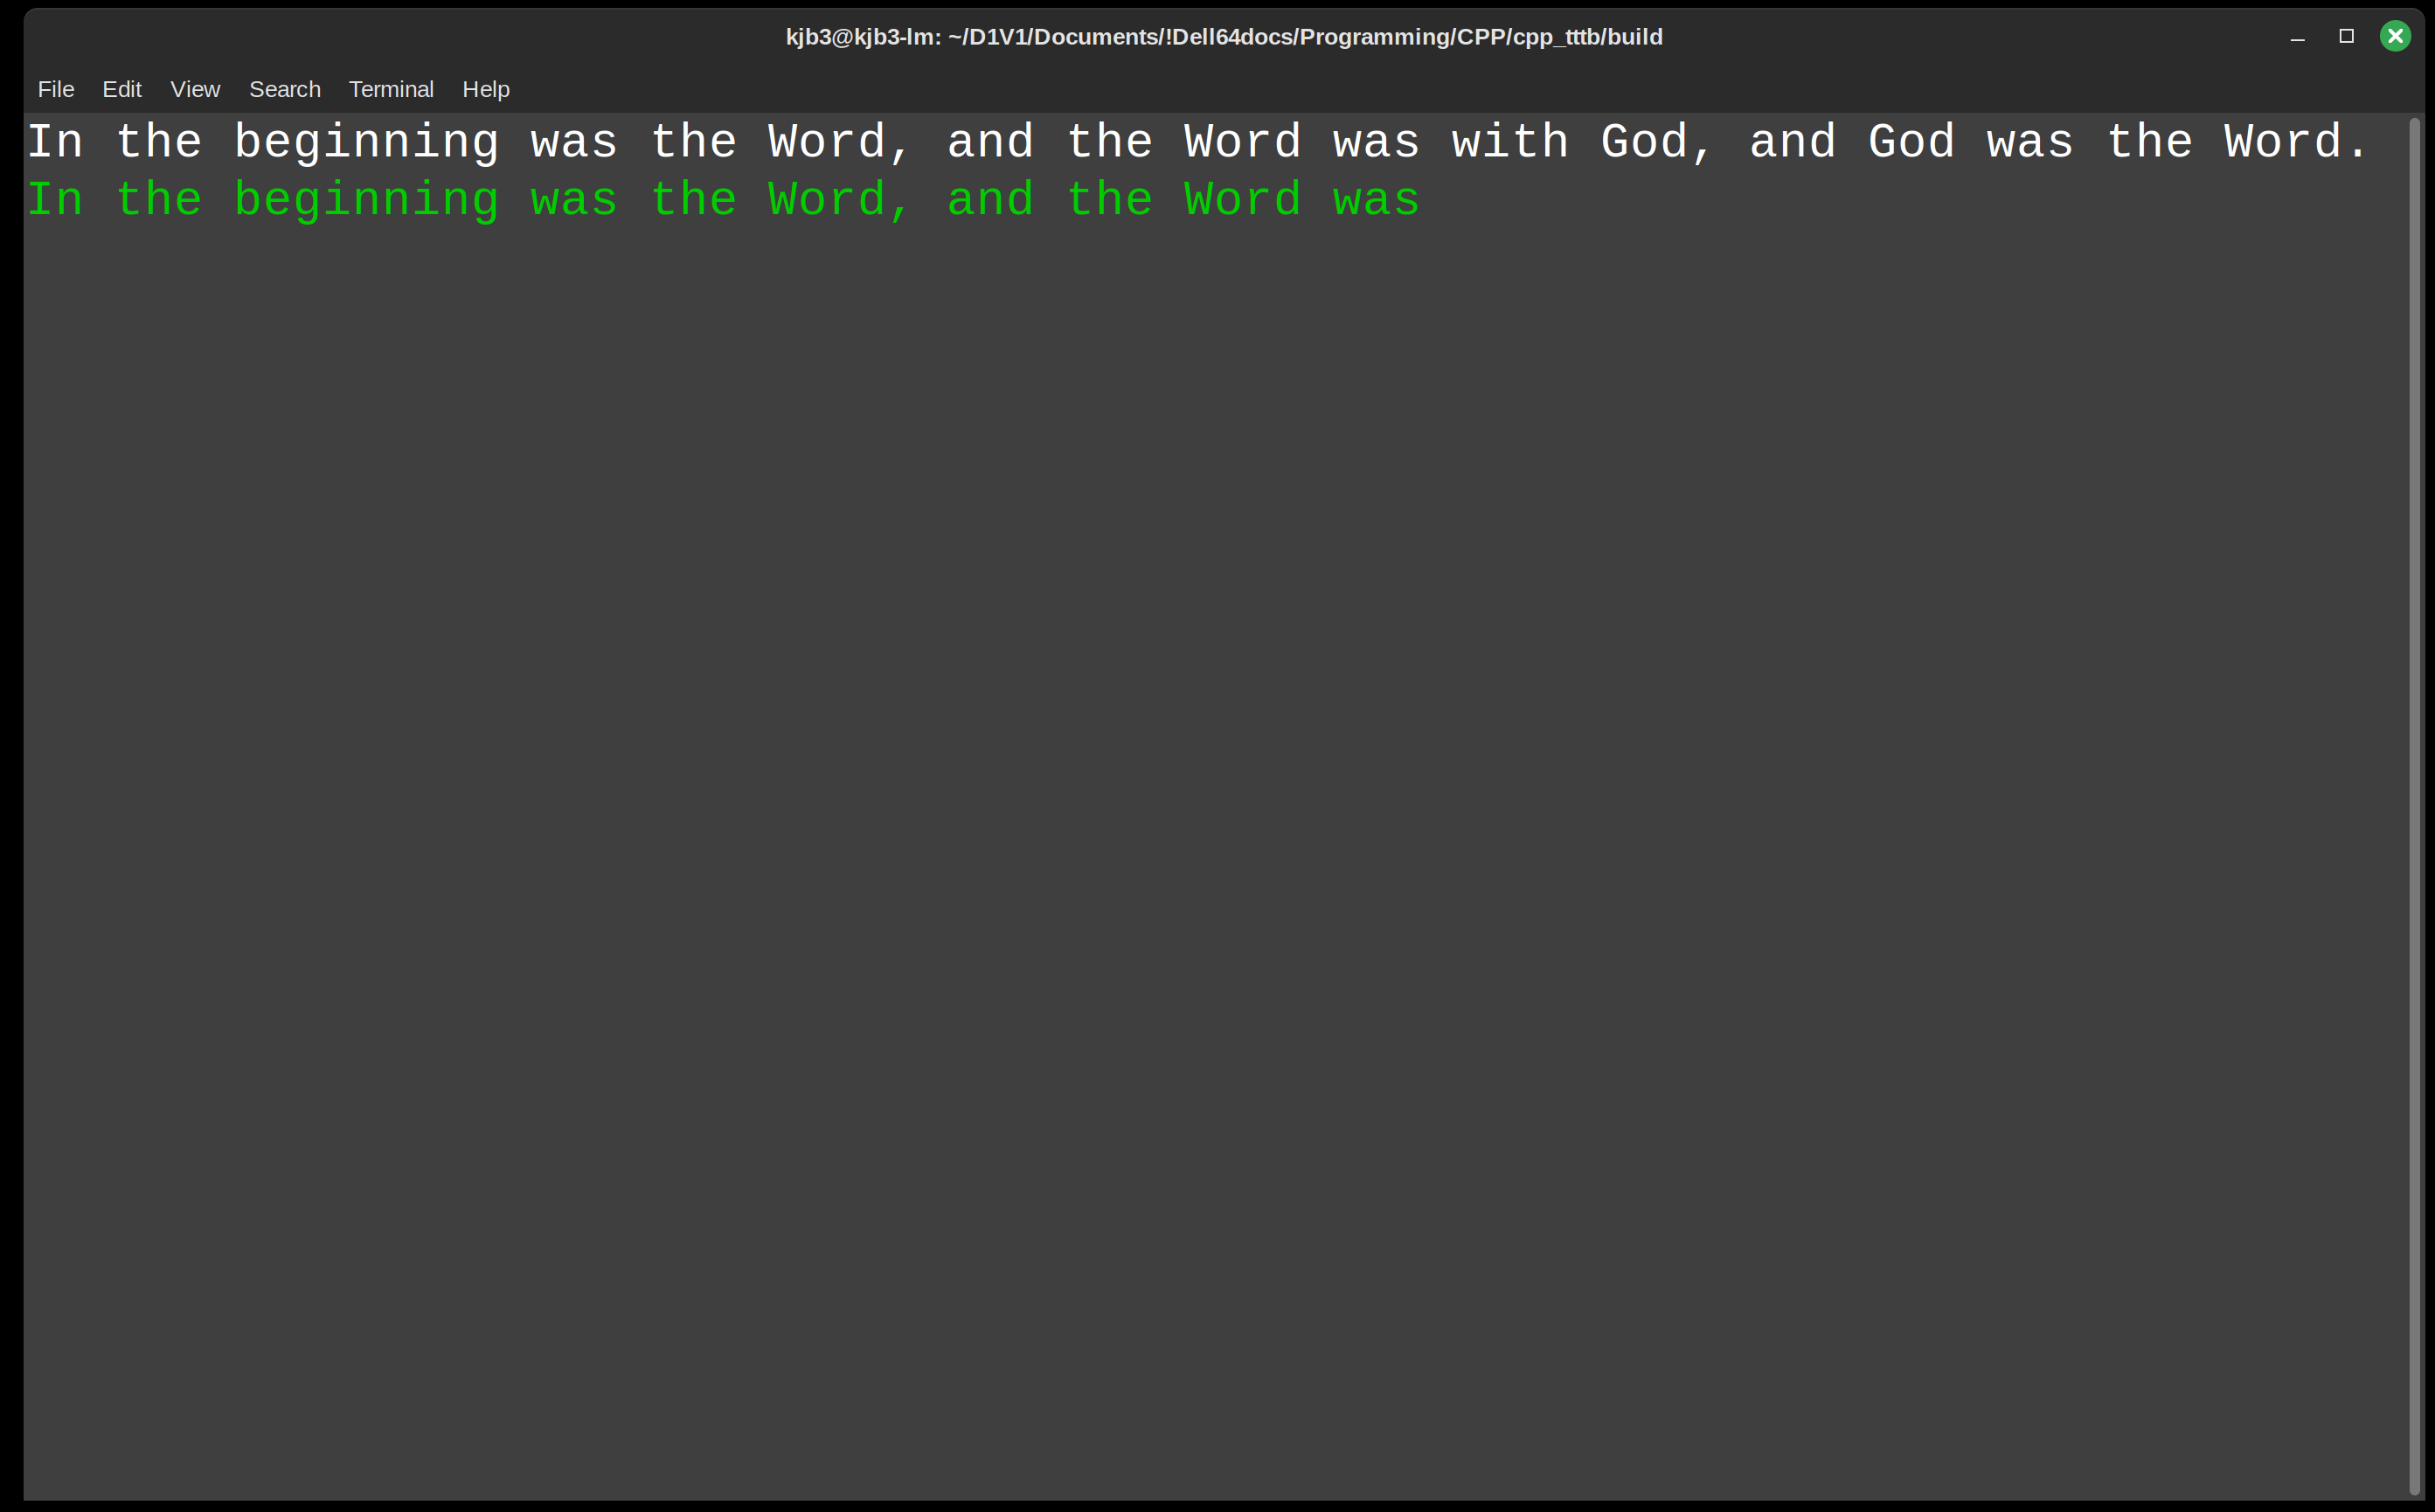 kjb3@kjb3-lm: ~/D1V1/Documents/!Dell64docs/Programming/CPP/cpp_tttb/build
File Edit View Search Terminal Help
In the beginning was the Word, and the Word was with God, and God was the Word.
In the beginning was the Word, and the Word was